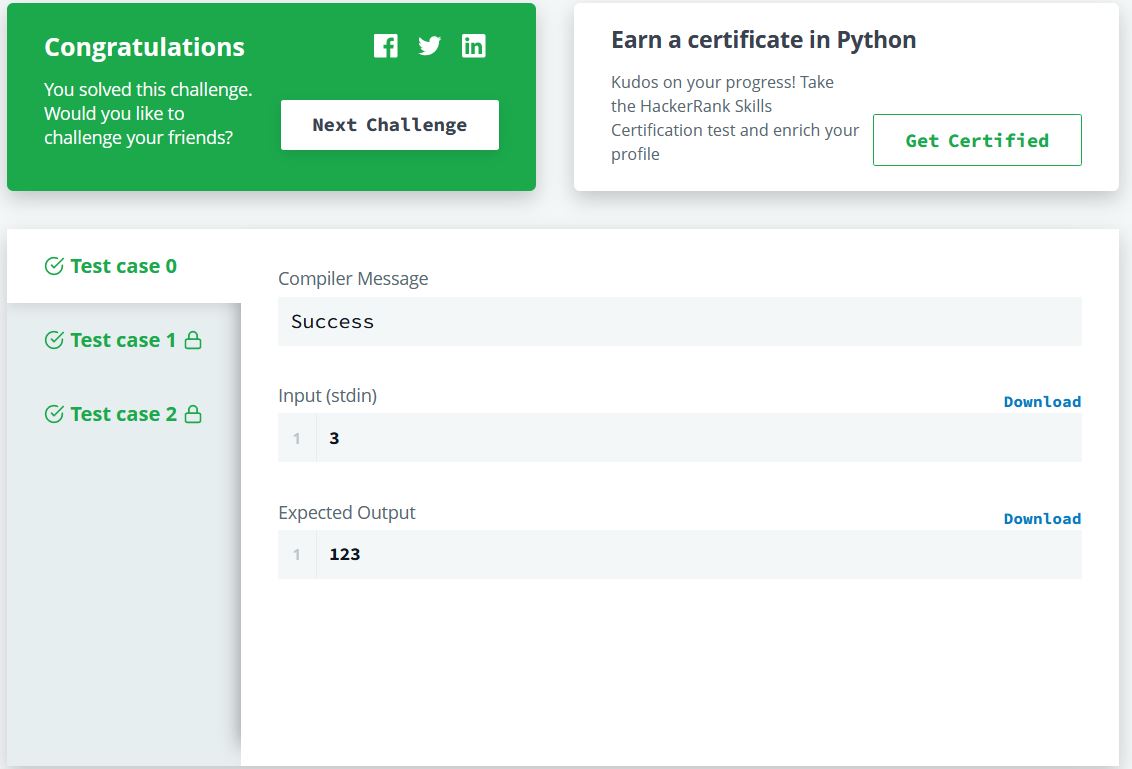 Congratulations
You solved this challenge.
Would you like to
challenge your friends?
Next Challenge
Earn a certificate in Python
Kudos on your progress! Take
the HackerRank Skills
Certification test and enrich your
profile
Get Certified
Test case 0
Test case 1
Test case 2
Compiler Message
Success
Input (stdin)
Download
1 3
Expected Output
Download
1 123